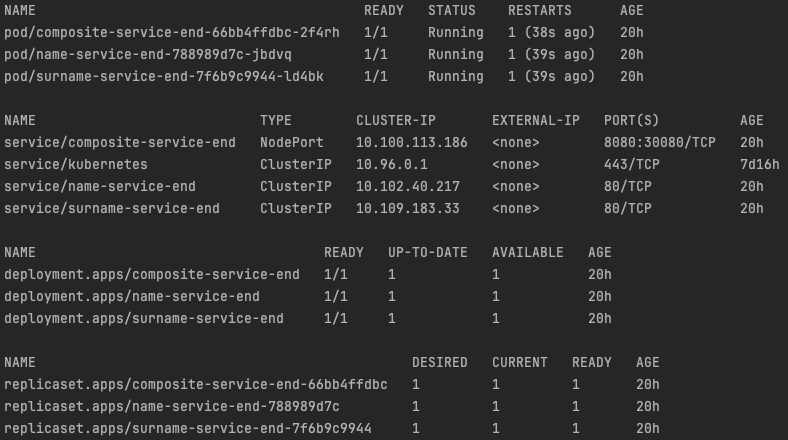 NAME READY STATUS RESTARTS AGE
pod/composite-service-end-66bb4ffdbc-2f4rh 1/1 Running 1 (38s ago) 20h
pod/name-service-end-788989d7c-jbdvq 1/1 Running 1 (39s ago) 20h
pod/surname-service-end-7f6b9c9944-ld4bk 1/1 Running 1 (39s ago) 20h
NAME TYPE CLUSTER-IP EXTERNAL-IP PORT(S) AGE
service/composite-service-end NodePort 10.100.113.186 <none> 8080:30080/TCP 20h
service/kubernetes ClusterIP 10.96.0.1 <none> 443/TCP 7d16h
service/name-service-end ClusterIP 10.102.40.217 <none> 80/TCP 20h
service/surname-service-end ClusterIP 10.109.183.33 <none> 80/TCP 20h
NAME READY UP-TO-DATE AVAILABLE AGE
deployment.apps/composite-service-end 1/1 1 1 20h
deployment.apps/name-service-end 1/1 1 1 20h
deployment.apps/surname-service-end 1/1 1 1 20h
NAME DESIRED CURRENT READY AGE
replicaset.apps/composite-service-end-66bb4ffdbc 1 1 1 20h
replicaset.apps/name-service-end-788989d7c 1 1 1 20h
replicaset.apps/surname-service-end-7f6b9c9944 1 1 1 20h